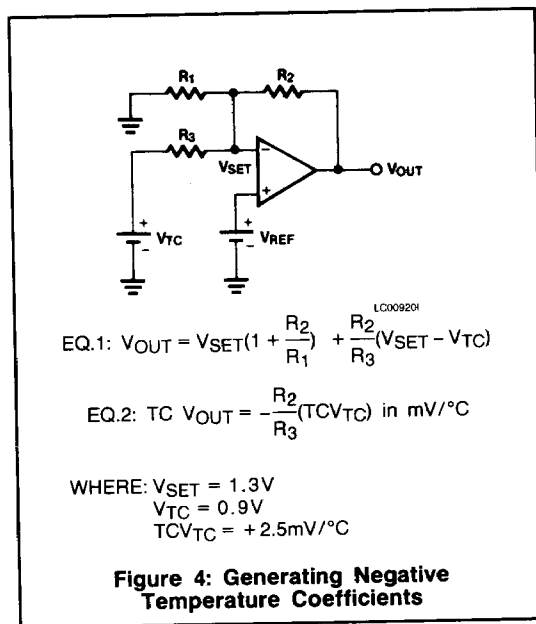 R1
R2
R3
VSET
−
+
VOUT
+
−
VTC
+
−
VREF
LC00920I
EQ.1: VOUT = VSET(1 + R2/R1) + R2/R3(VSET − VTC)
EQ.2: TC VOUT = −R2/R3(TCVTC) in mV/°C
WHERE: VSET = 1.3V
VTC = 0.9V
TCVTC = +2.5mV/°C
Figure 4: Generating Negative
Temperature Coefficients